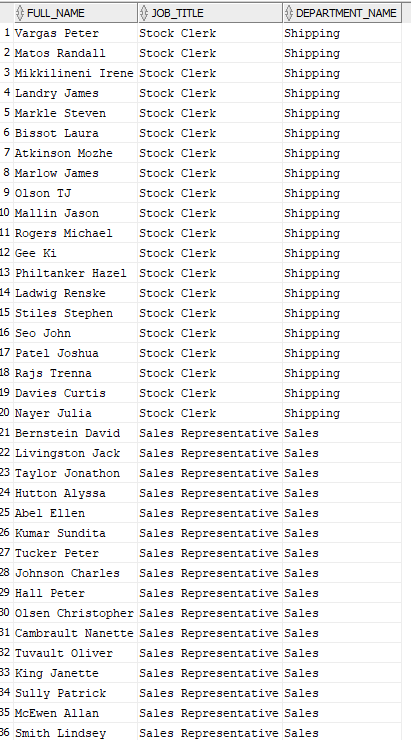 FULL_NAME JOB_TITLE DEPARTMENT_NAME
1 Vargas Peter Stock Clerk Shipping
2 Matos Randall Stock Clerk Shipping
3 Mikkilineni Irene Stock Clerk Shipping
4 Landry James Stock Clerk Shipping
5 Markle Steven Stock Clerk Shipping
6 Bissot Laura Stock Clerk Shipping
7 Atkinson Mozhe Stock Clerk Shipping
8 Marlow James Stock Clerk Shipping
9 Olson TJ Stock Clerk Shipping
10 Mallin Jason Stock Clerk Shipping
11 Rogers Michael Stock Clerk Shipping
12 Gee Ki Stock Clerk Shipping
13 Philtanker Hazel Stock Clerk Shipping
14 Ladwig Renske Stock Clerk Shipping
15 Stiles Stephen Stock Clerk Shipping
16 Seo John Stock Clerk Shipping
17 Patel Joshua Stock Clerk Shipping
18 Rajs Trenna Stock Clerk Shipping
19 Davies Curtis Stock Clerk Shipping
20 Nayer Julia Stock Clerk Shipping
21 Bernstein David Sales Representative Sales
22 Livingston Jack Sales Representative Sales
23 Taylor Jonathon Sales Representative Sales
24 Hutton Alyssa Sales Representative Sales
25 Abel Ellen Sales Representative Sales
26 Kumar Sundita Sales Representative Sales
27 Tucker Peter Sales Representative Sales
28 Johnson Charles Sales Representative Sales
29 Hall Peter Sales Representative Sales
30 Olsen Christopher Sales Representative Sales
31 Cambrault Nanette Sales Representative Sales
32 Tuvault Oliver Sales Representative Sales
33 King Janette Sales Representative Sales
34 Sully Patrick Sales Representative Sales
35 McEwen Allan Sales Representative Sales
36 Smith Lindsey Sales Representative Sales